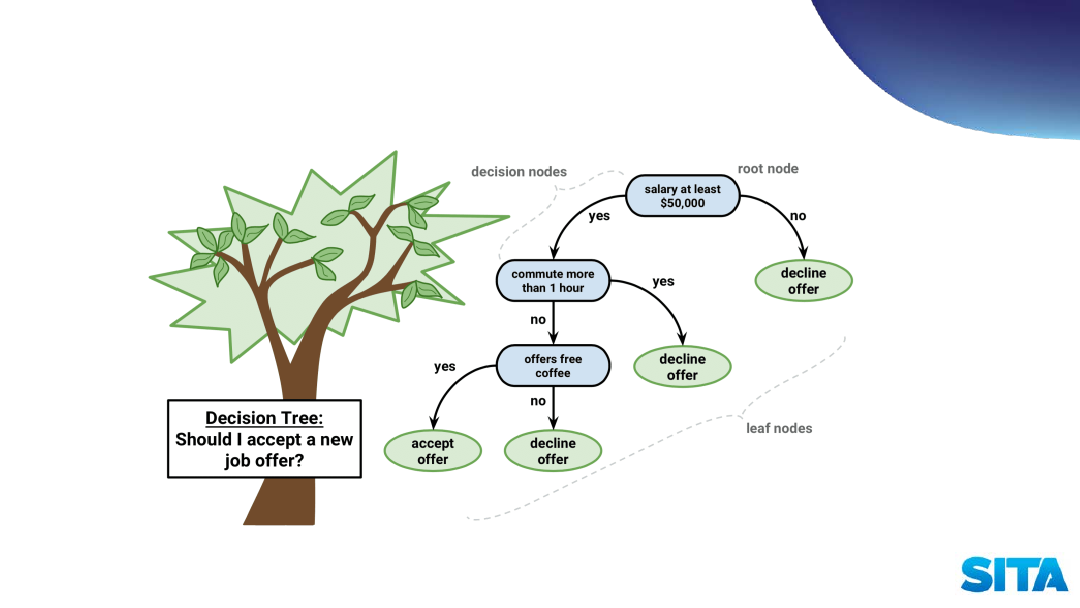 decision nodes
root node
salary at least
$50,000
yes
no
commute more
than 1 hour
yes
decline
offer
no
offers free
coffee
decline
offer
yes
no
accept
offer
decline
offer
leaf nodes
Decision Tree:
Should I accept a new
job offer?
SITA